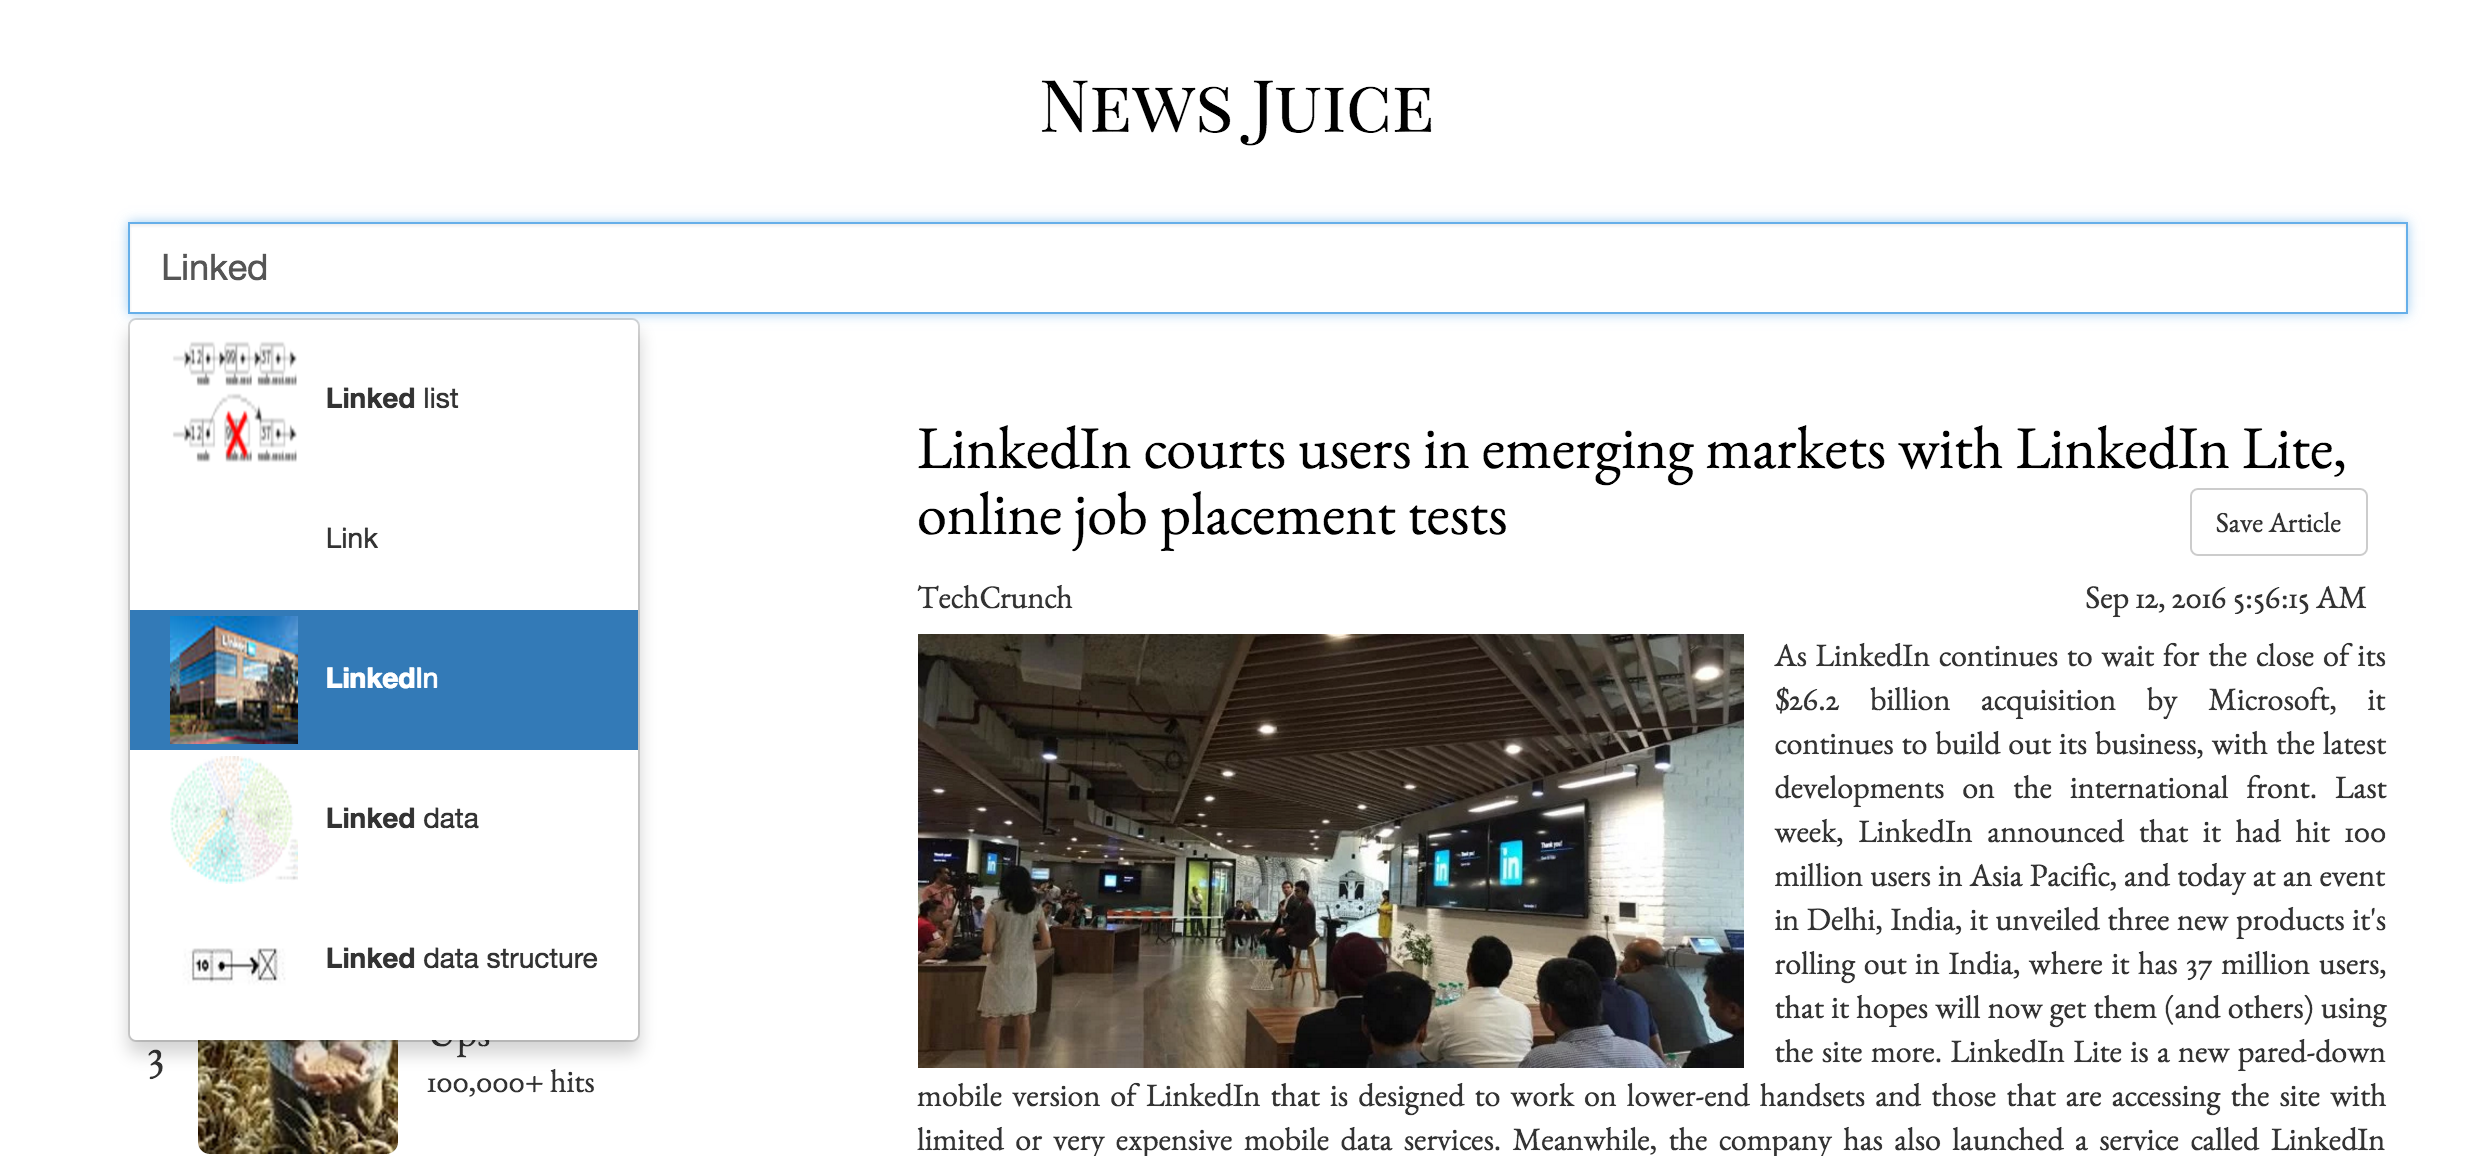 NEWS JUICE
Linked
Linked list
Link
LinkedIn
Linked data
Linked data structure
3
100,000+ hits
LinkedIn courts users in emerging markets with LinkedIn Lite,
online job placement tests
Save Article
TechCrunch
Sep 12, 2016 5:56:15 AM
As LinkedIn continues to wait for the close of its
$26.2 billion acquisition by Microsoft, it
continues to build out its business, with the latest
developments on the international front. Last
week, LinkedIn announced that it had hit 100
million users in Asia Pacific, and today at an event
in Delhi, India, it unveiled three new products it's
rolling out in India, where it has 37 million users,
that it hopes will now get them (and others) using
the site more. LinkedIn Lite is a new pared-down
mobile version of LinkedIn that is designed to work on lower-end handsets and those that are accessing the site with
limited or very expensive mobile data services. Meanwhile, the company has also launched a service called LinkedIn